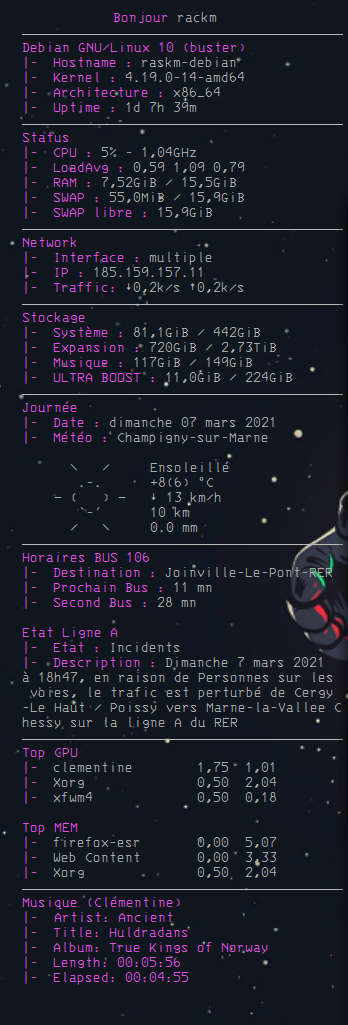 Bonjour rackm
Debian GNU/Linux 10 (buster)
|- Hostname : raskm-debian
|- Kernel : 4.19.0-14-amd64
|- Architecture : x86_64
|- Uptime : 1d 7h 39m
Status
|- CPU : 5% - 1,04GHz
|- LoadAvg : 0,59 1,09 0,79
|- RAM : 7,52GiB / 15,5GiB
|- SWAP : 55,0MiB / 15,9GiB
|- SWAP libre : 15,9GiB
Network
|- Interface : multiple
|- IP : 185.159.157.11
|- Traffic: ↓0,2k/s ↑0,2k/s
Stockage
|- Système : 81,1GiB / 442GiB
|- Expansion : 720GiB / 2,73TiB
|- Musique : 117GiB / 149GiB
|- ULTRA BOOST : 11,0GiB / 224GiB
Journée
|- Date : dimanche 07 mars 2021
|- Météo : Champigny-sur-Marne
\ / Ensoleillé
.-. +8(6) °C
― ( ) ― ↓ 13 km/h
`-' 10 km
/ \ 0.0 mm
Horaires BUS 106
|- Destination : Joinville-Le-Pont-RER
|- Prochain Bus : 11 mn
|- Second Bus : 28 mn
Etat Ligne A
|- Etat : Incidents
|- Description : Dimanche 7 mars 2021
à 18h47, en raison de Personnes sur les
voies, le trafic est perturbé de Cergy
-Le Haut / Poissy vers Marne-la-Vallee C
hessy sur la ligne A du RER
Top CPU
|- clementine 1,75 1,01
|- Xorg 0,50 2,04
|- xfwm4 0,50 0,18
Top MEM
|- firefox-esr 0,00 5,07
|- Web Content 0,00 3,33
|- Xorg 0,50 2,04
Musique (Clémentine)
|- Artist: Ancient
|- Title: Huldradans
|- Album: True Kings of Norway
|- Length: 00:05:56
|- Elapsed: 00:04:55